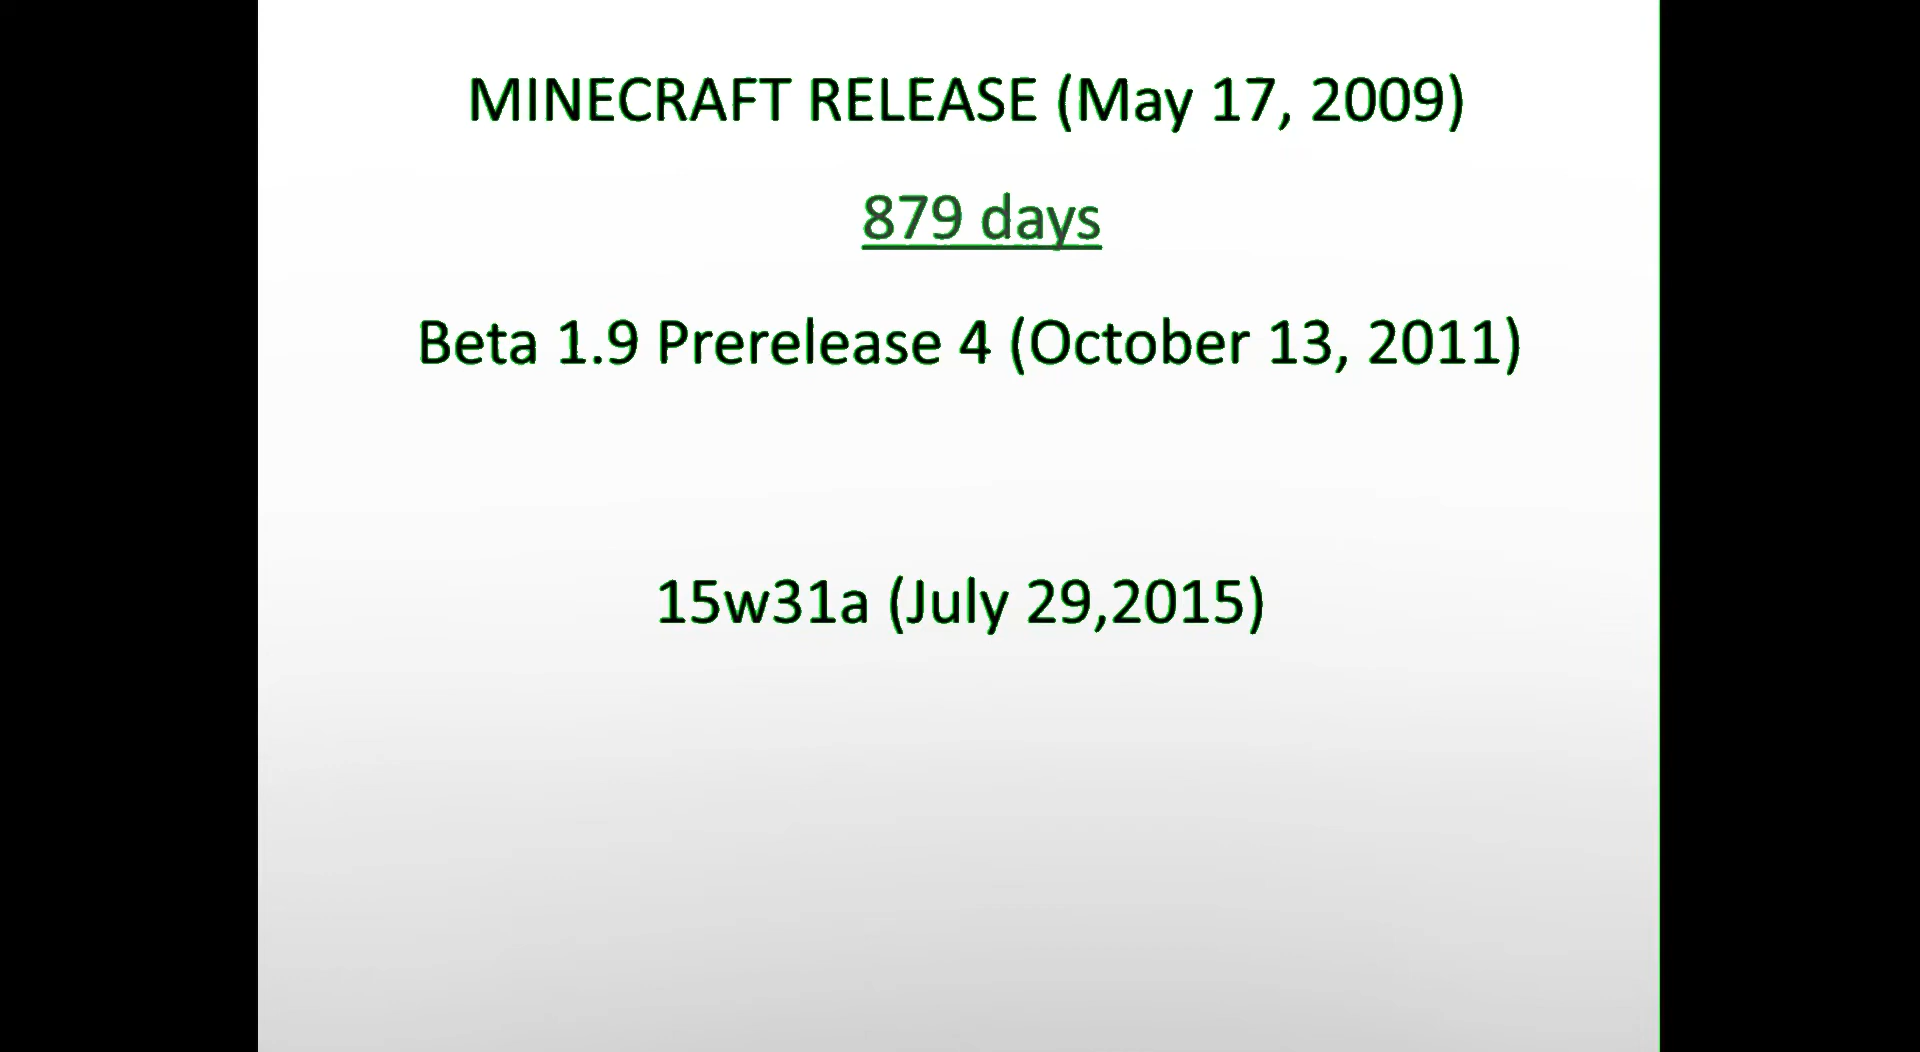 MINECRAFT RELEASE (May 17, 2009)
879 days
Beta 1.9 Prerelease 4 (October 13, 2011)
15w31a (July 29,2015)